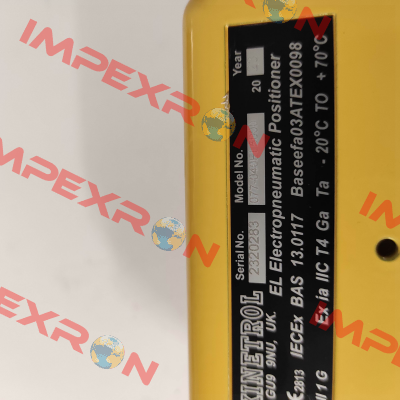 KINETROL
Serial No. Model No. Year
2320283 20
GU9 9NU, UK. EL Electropneumatic Positioner
2813 IECEx BAS 13.0117 Baseefa03ATEX0098
II 1 G Ex ia IIC T4 Ga Ta - 20°C TO + 70°C
IMPEXRON
IMPEXRON
IMPEXRON